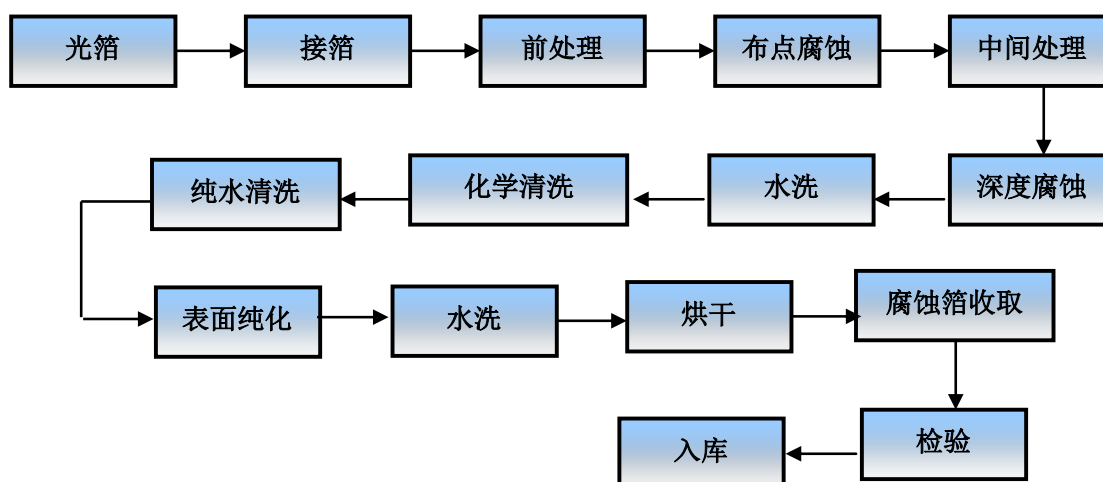 光箔
接箔
前处理
布点腐蚀
中间处理
深度腐蚀
水洗
化学清洗
纯水清洗
表面纯化
水洗
烘干
腐蚀箔收取
检验
入库